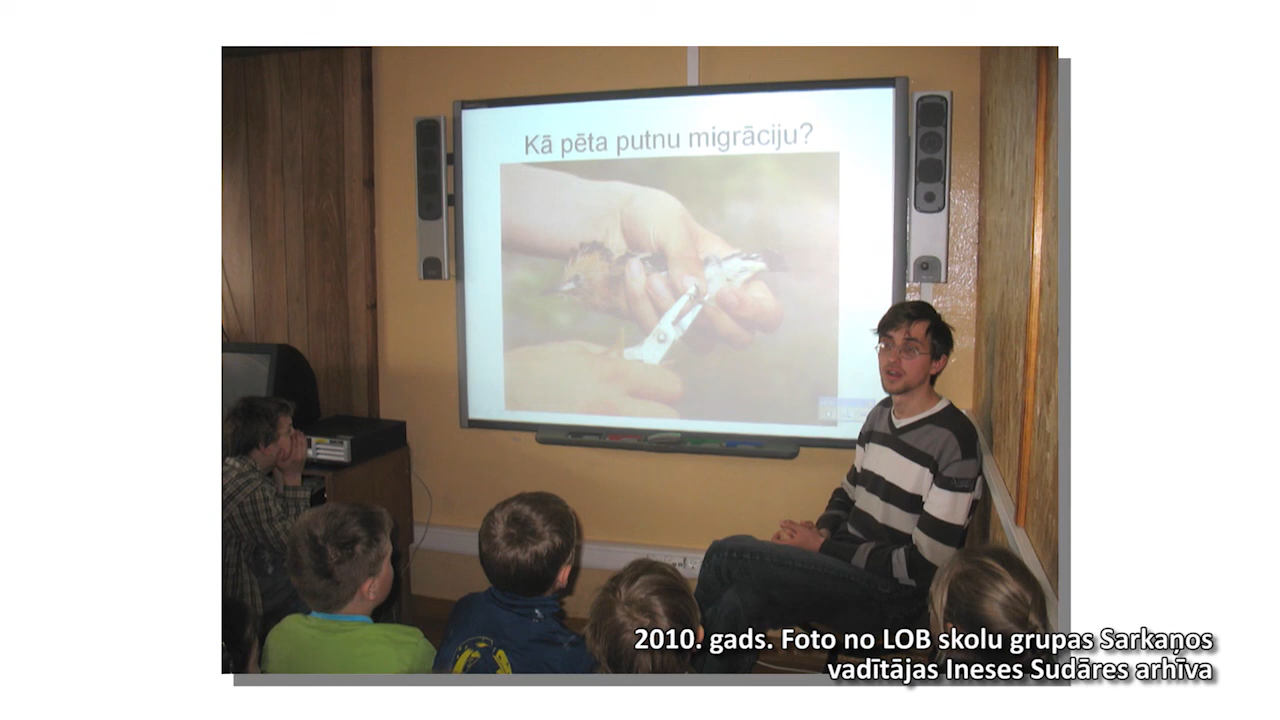 Kā pēta putnu migrāciju?
2010. gads. Foto no LOB skolu grupas Sarkaņos
vadītājas Ineses Sudāres arhīva